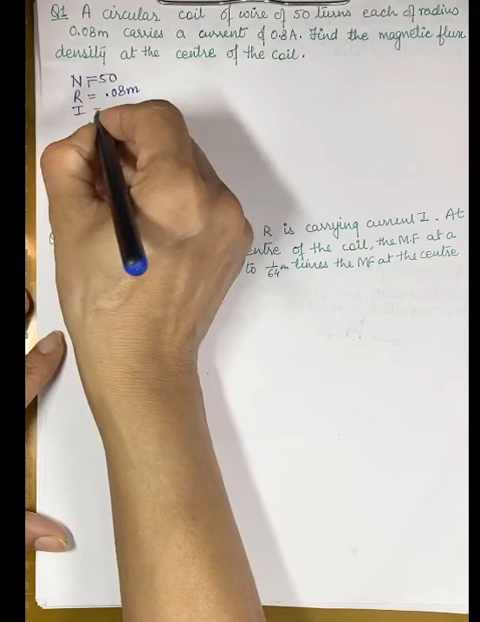 Q1 A circular coil of wire of 50 turns each of radius
0.08m carries a current of 0.8A. Find the magnetic flux
density at the centre of the coil.
N = 50
R = .08m
I =
R is carrying current I. At
entre of the coil, the M.F at a
to 1/64 times the MF at the centre